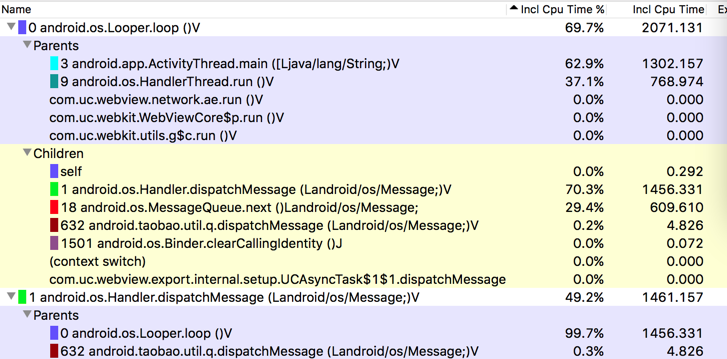 Name Incl Cpu Time % Incl Cpu Time Ex
0 android.os.Looper.loop ()V 69.7% 2071.131
Parents
3 android.app.ActivityThread.main ([Ljava/lang/String;)V 62.9% 1302.157
9 android.os.HandlerThread.run ()V 37.1% 768.974
com.uc.webview.network.ae.run ()V 0.0% 0.000
com.uc.webkit.WebViewCore$p.run ()V 0.0% 0.000
com.uc.webkit.utils.g$c.run ()V 0.0% 0.000
Children
self 0.0% 0.292
1 android.os.Handler.dispatchMessage (Landroid/os/Message;)V 70.3% 1456.331
18 android.os.MessageQueue.next ()Landroid/os/Message; 29.4% 609.610
632 android.taobao.util.q.dispatchMessage (Landroid/os/Message;)V 0.2% 4.826
1501 android.os.Binder.clearCallingIdentity ()J 0.0% 0.072
(context switch) 0.0% 0.000
com.uc.webview.export.internal.setup.UCAsyncTask$1$1.dispatchMessage 0.0% 0.000
1 android.os.Handler.dispatchMessage (Landroid/os/Message;)V 49.2% 1461.157
Parents
0 android.os.Looper.loop ()V 99.7% 1456.331
632 android.taobao.util.q.dispatchMessage (Landroid/os/Message;)V 0.3% 4.826